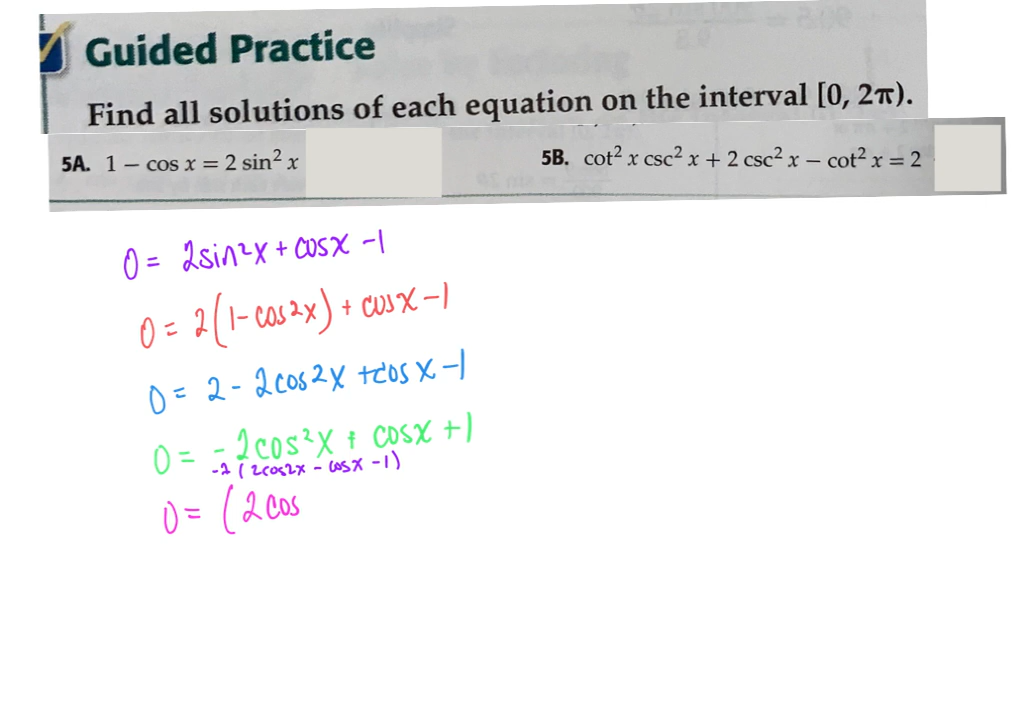 Guided Practice
Find all solutions of each equation on the interval [0, 2π).
5A. 1 − cos x = 2 sin² x
5B. cot² x csc² x + 2 csc² x − cot² x = 2
0 = 2sin²x + cosx -1
0 = 2(1-cos²x) + cosx -1
0 = 2 - 2cos²x + cos x -1
0 = -2cos²x + cosx +1
-2(2cos2x - cosx -1)
0 = (2cos